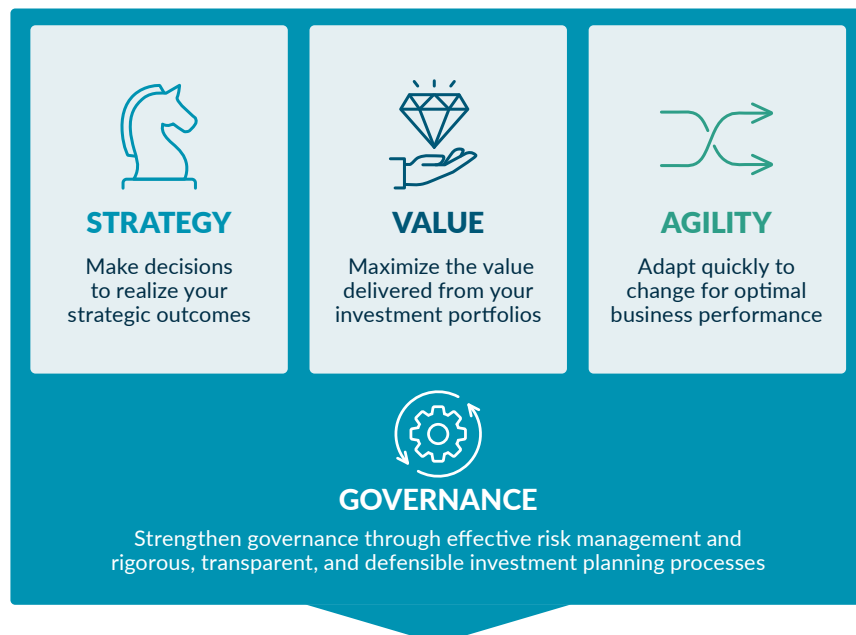 STRATEGY
Make decisions
to realize your
strategic outcomes
VALUE
Maximize the value
delivered from your
investment portfolios
AGILITY
Adapt quickly to
change for optimal
business performance
GOVERNANCE
Strengthen governance through effective risk management and
rigorous, transparent, and defensible investment planning processes